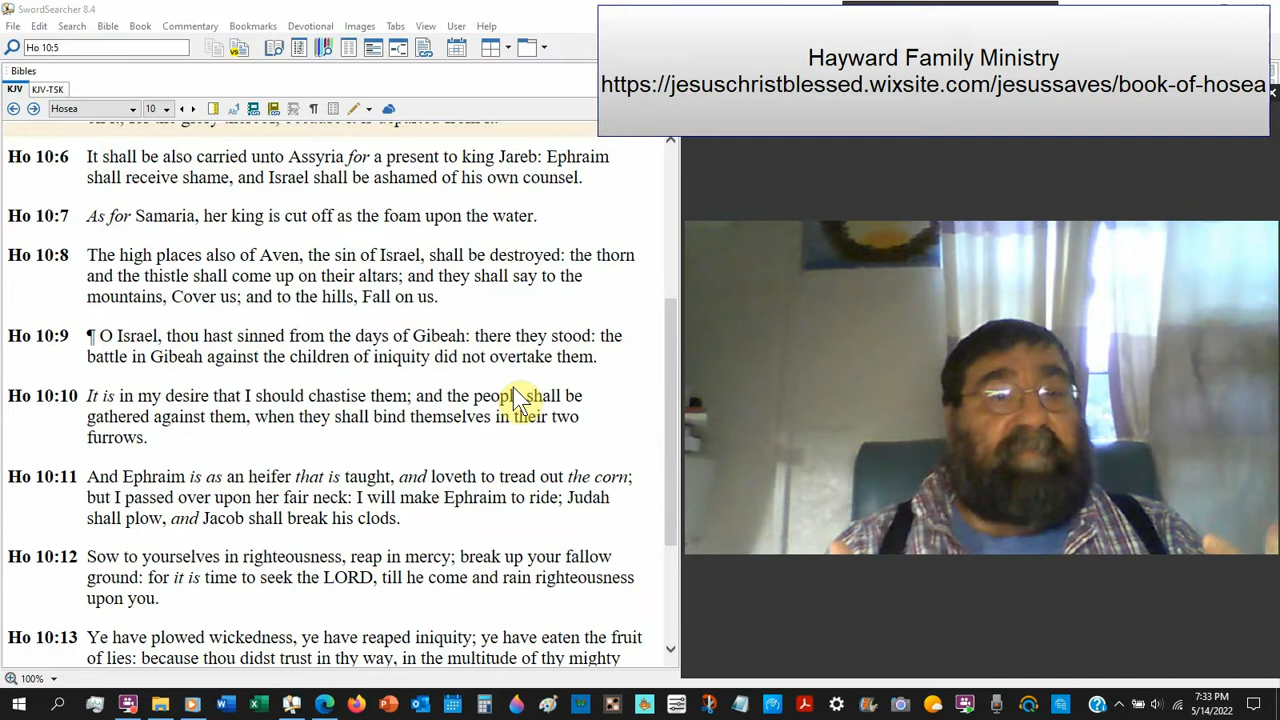 SwordSearcher 8.4
File Edit Search Bible Book Commentary Bookmarks Devotional Images Tabs View User Help
Ho 10:5
VS
Bibles
KJV KJV-TSK
Hosea 10
Hayward Family Ministry
https://jesuschristblessed.wixsite.com/jesussaves/book-of-hosea
Ho 10:6 It shall be also carried unto Assyria for a present to king Jareb: Ephraim
shall receive shame, and Israel shall be ashamed of his own counsel.
Ho 10:7 As for Samaria, her king is cut off as the foam upon the water.
Ho 10:8 The high places also of Aven, the sin of Israel, shall be destroyed: the thorn
and the thistle shall come up on their altars; and they shall say to the
mountains, Cover us; and to the hills, Fall on us.
Ho 10:9 ¶ O Israel, thou hast sinned from the days of Gibeah: there they stood: the
battle in Gibeah against the children of iniquity did not overtake them.
Ho 10:10 It is in my desire that I should chastise them; and the people shall be
gathered against them, when they shall bind themselves in their two
furrows.
Ho 10:11 And Ephraim is as an heifer that is taught, and loveth to tread out the corn;
but I passed over upon her fair neck: I will make Ephraim to ride; Judah
shall plow, and Jacob shall break his clods.
Ho 10:12 Sow to yourselves in righteousness, reap in mercy; break up your fallow
ground: for it is time to seek the LORD, till he come and rain righteousness
upon you.
Ho 10:13 Ye have plowed wickedness, ye have reaped iniquity; ye have eaten the fruit
of lies: because thou didst trust in thy way, in the multitude of thy mighty
100%
7:33 PM
5/14/2022